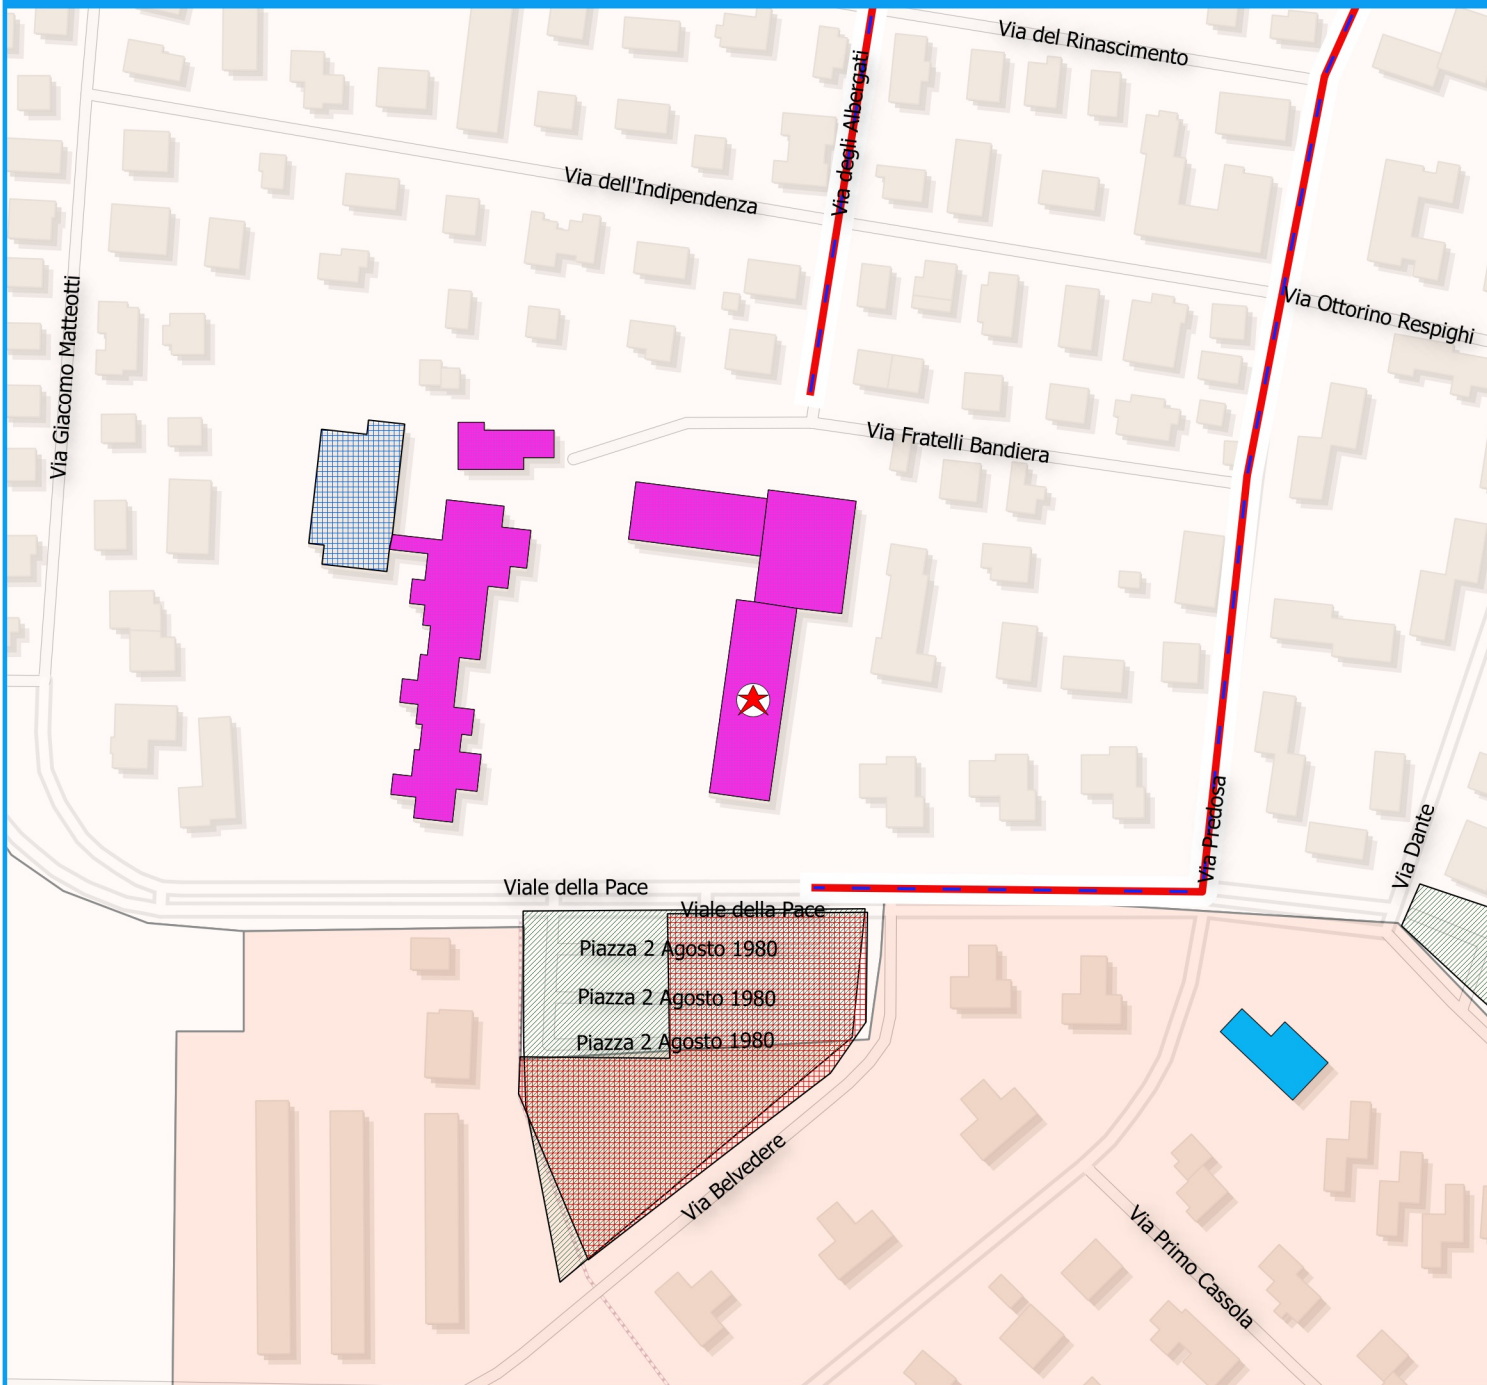 Via del Rinascimento
Via degli Albergati
Via dell'Indipendenza
Via Ottorino Respighi
Via Giacomo Matteotti
Via Fratelli Bandiera
Via Predosa
Via Dante
Viale della Pace
Viale della Pace
Piazza 2 Agosto 1980
Piazza 2 Agosto 1980
Piazza 2 Agosto 1980
Via Belvedere
Via Primo Cassola